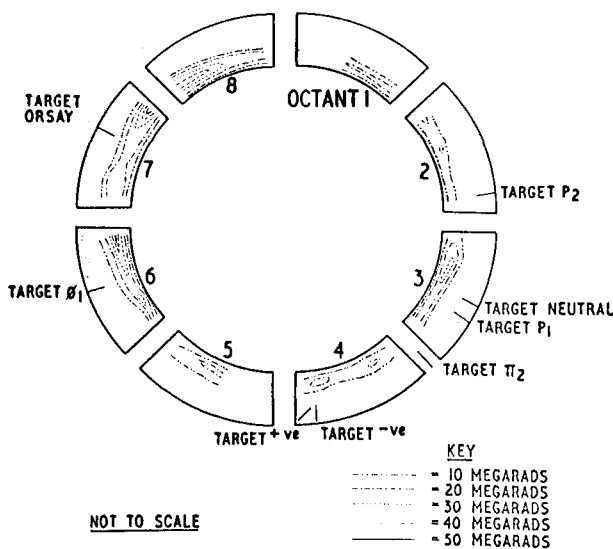 8
OCTANT 1
TARGET
ORSAY
7
2
TARGET P2
6
3
TARGET Ø1
TARGET NEUTRAL
TARGET P1
5
4
TARGET π2
TARGET +ve
TARGET -ve
KEY
= 10 MEGARADS
= 20 MEGARADS
= 30 MEGARADS
= 40 MEGARADS
= 50 MEGARADS
NOT TO SCALE